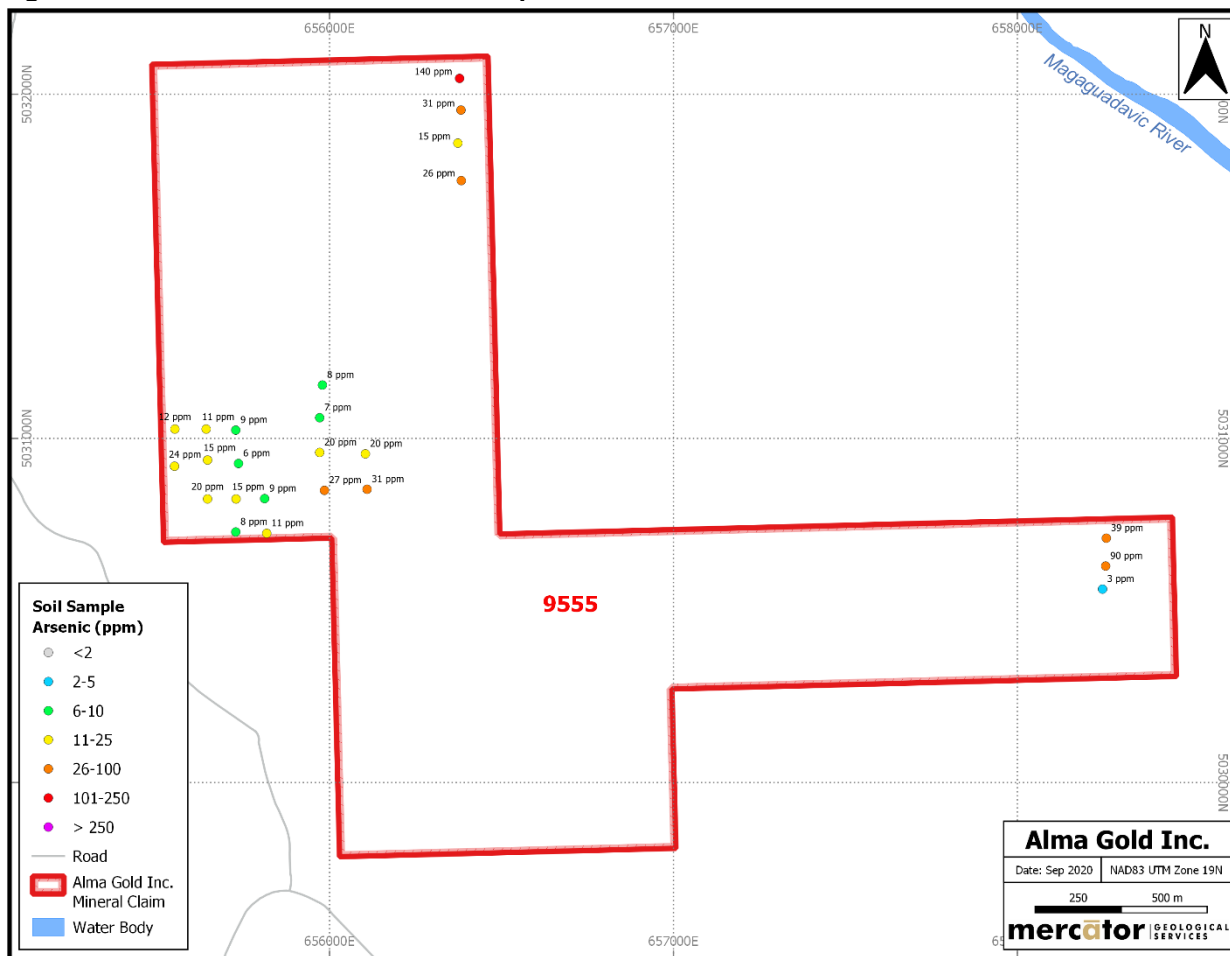 656000E
657000E
658000E
N
5032000N
00N
Magaguadavic River
140 ppm
31 ppm
15 ppm
26 ppm
8 ppm
7 ppm
12 ppm
11 ppm
9 ppm
20 ppm
20 ppm
5031000N
5031000N
24 ppm
15 ppm
6 ppm
27 ppm
31 ppm
20 ppm
15 ppm
9 ppm
8 ppm
11 ppm
39 ppm
90 ppm
3 ppm
9555
Soil Sample
Arsenic (ppm)
<2
2-5
6-10
11-25
26-100
101-250
> 250
Road
Alma Gold Inc.
Mineral Claim
Water Body
5030000N
Alma Gold Inc.
Date: Sep 2020
NAD83 UTM Zone 19N
250
500 m
mercātor
GEOLOGICAL
SERVICES
656000E
657000E